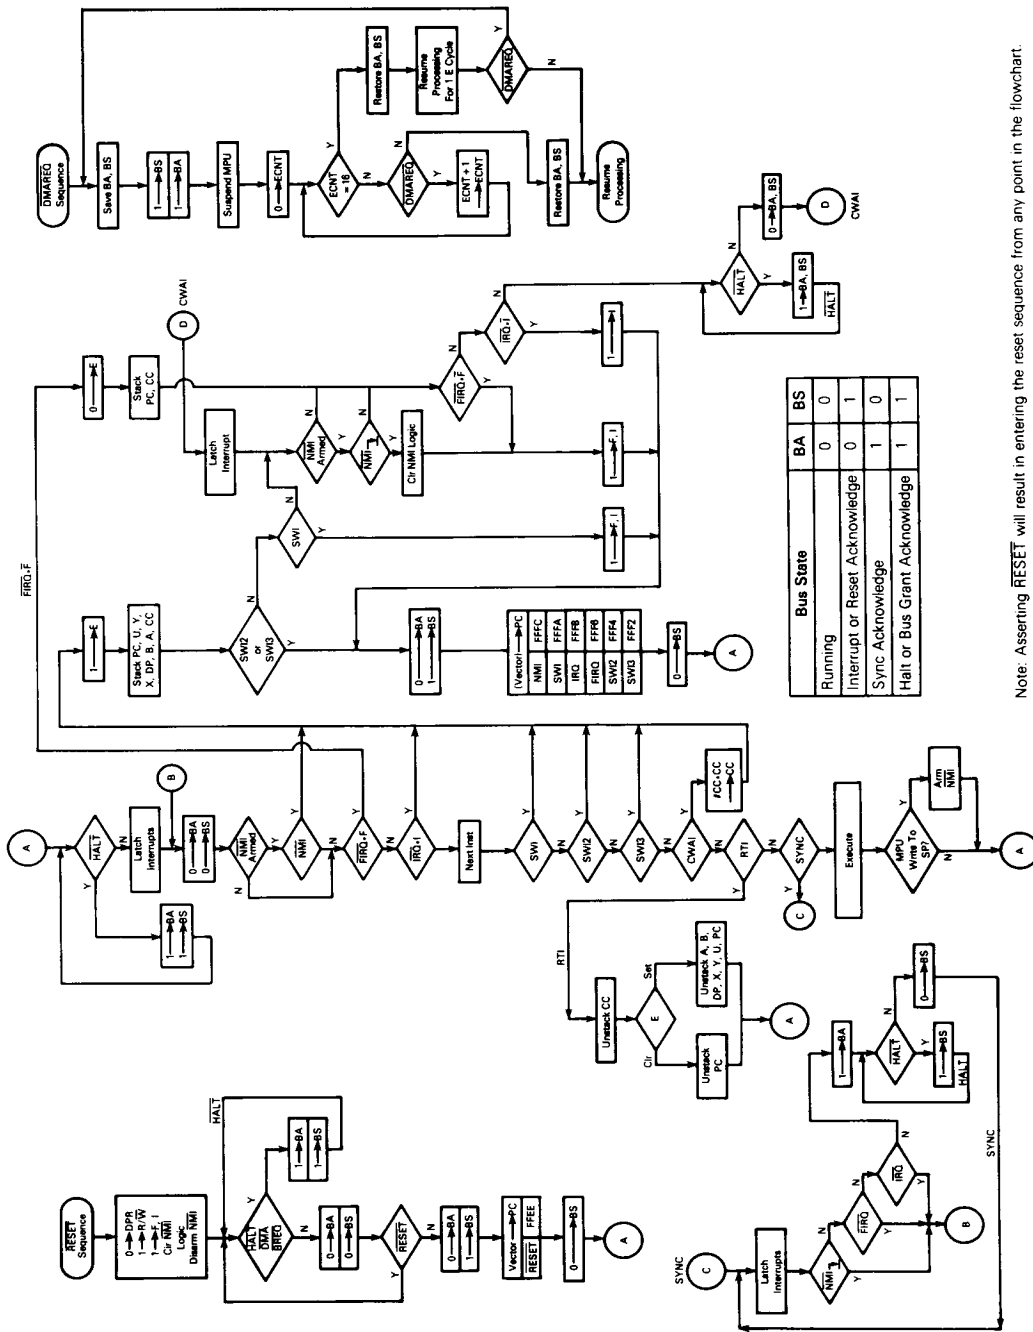 RESET
Sequence
0→DPR
1→R/W
1→F, I
Clr NMI
Logic
Disarm NMI
HALT
DMA
BREQ
Y
N
1→BA
1→BS
HALT
0→BA
0→BS
RESET
Y
N
0→BA
1→BS
Vector→PC
RESET FFEE
0→BS
A
SYNC
C
Latch
Interrupts
NMI
Y
N
FIRQ
Y
N
IRQ
Y
N
B
1→BA
HALT
N
Y
1→BS
HALT
0→BS
SYNC
A
HALT
Y
N
1→BA
1→BS
Latch
Interrupts
B
0→BA
0→BS
NMI
Armed
N
Y
NMI
Y
N
FIRQ•F
Y
N
IRQ•I
Y
N
Next Inst
SWI
Y
N
SWI2
Y
N
SWI3
Y
N
CWAI
Y
N
#CC•CC
→CC
RTI
Y
N
SYNC
Y
N
C
Execute
MPU
Write To
SP?
Y
N
Arm
NMI
A
RTI
Unstack CC
E
Clr
Set
Unstack
PC
Unstack A, B,
DP, X, Y, U, PC
A
FIRQ•F
1→E
Stack PC, U, Y,
X, DP, B, A, CC
SWI2
or
SWI3
N
Y
SWI
N
Y
0→E
Stack
PC, CC
D
CWAI
Latch
Interrupt
NMI
Armed
N
Y
NMI
N
Y
Clr NMI Logic
FIRQ•F
N
Y
IRQ•I
N
Y
1→F, I
1→F, I
1→I
0→BA
1→BS
(Vector)→PC
NMI FFFC
SWI FFFA
IRQ FFF8
FIRQ FFF6
SWI2 FFF4
SWI3 FFF2
0→BS
A
HALT
N
Y
1→BA, BS
HALT
0→BA, BS
D
CWAI
DMAREQ
Sequence
Save BA, BS
1→BS
1→BA
Suspend MPU
0→ECNT
ECNT
= 16
Y
N
DMAREQ
N
Y
ECNT + 1
→ECNT
Restore BA, BS
Resume
Processing
For 1 E Cycle
DMAREQ
Y
N
Restore BA, BS
Resume
Processing
Bus State BA BS
Running 0 0
Interrupt or Reset Acknowledge 0 1
Sync Acknowledge 1 0
Halt or Bus Grant Acknowledge 1 1
Note: Asserting RESET will result in entering the reset sequence from any point in the flowchart.